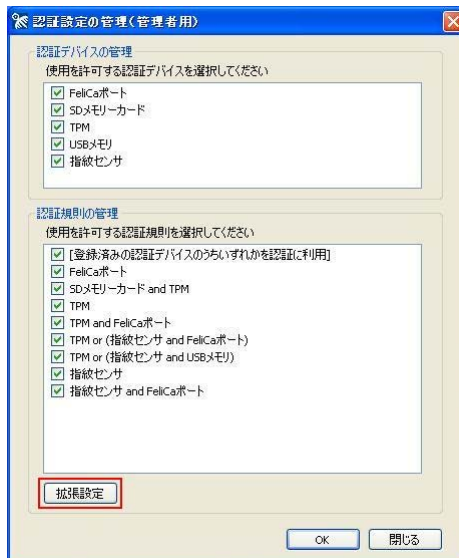 認証設定の管理(管理者用)
認証デバイスの管理
使用を許可する認証デバイスを選択してください
FeliCaポート
SDメモリーカード
TPM
USBメモリ
指紋センサ
認証規則の管理
使用を許可する認証規則を選択してください
[登録済みの認証デバイスのうちいずれかを認証に利用]
FeliCaポート
SDメモリーカード and TPM
TPM
TPM and FeliCaポート
TPM or (指紋センサ and FeliCaポート)
TPM or (指紋センサ and USBメモリ)
指紋センサ
指紋センサ and FeliCaポート
拡張設定
OK 閉じる